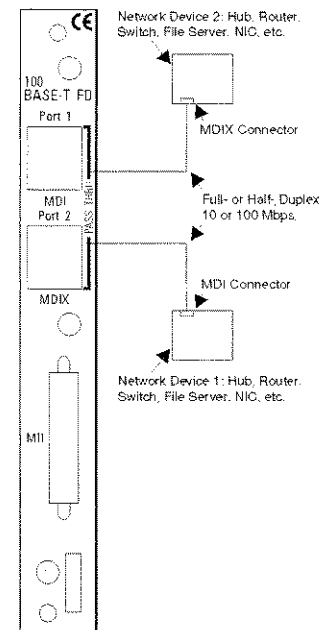 CE
100
BASE-T FD
Port 1
MDI
Port 2
PASS THRU
MDIX
MII
Network Device 2: Hub, Router,
Switch, File Server, NIC, etc.
MDIX Connector
Full- or Half-, Duplex
10 or 100 Mbps.
MDI Connector
Network Device 1: Hub, Router,
Switch, File Server, NIC, etc.